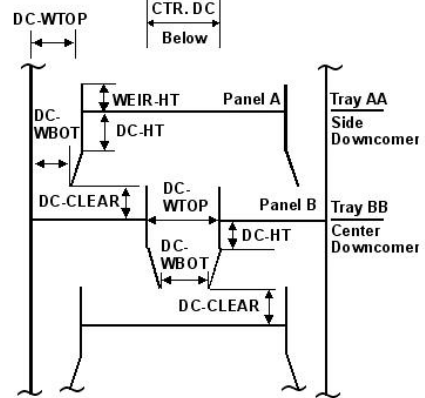 CTR. DC
DC-WTOP
Below
WEIR-HT
Panel A
Tray AA
DC-
WBOT
DC-HT
Side
Downcomer
DC-CLEAR
DC-
WTOP
Panel B
Tray BB
DC-HT
Center
Downcomer
DC-
WBOT
DC-CLEAR